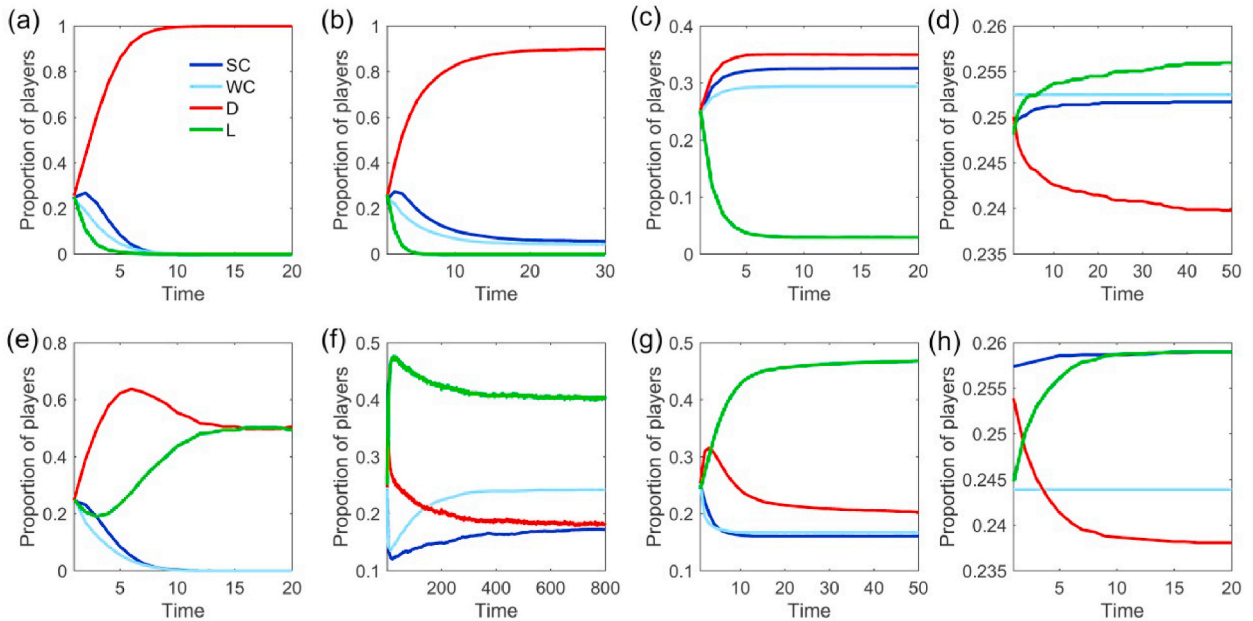 (a)
Proportion of players
1
0.8
0.6
0.4
0.2
0
SC
WC
D
L
5 10 15 20
Time
(b)
Proportion of players
1
0.8
0.6
0.4
0.2
0
10 20 30
Time
(c)
Proportion of players
0.4
0.3
0.2
0.1
0
5 10 15 20
Time
(d)
Proportion of players
0.26
0.255
0.25
0.245
0.24
0.235
10 20 30 40 50
Time
(e)
Proportion of players
0.8
0.6
0.4
0.2
0
5 10 15 20
Time
(f)
Proportion of players
0.5
0.4
0.3
0.2
0.1
200 400 600 800
Time
(g)
Proportion of players
0.5
0.4
0.3
0.2
0.1
10 20 30 40 50
Time
(h)
Proportion of players
0.26
0.255
0.25
0.245
0.24
0.235
5 10 15 20
Time